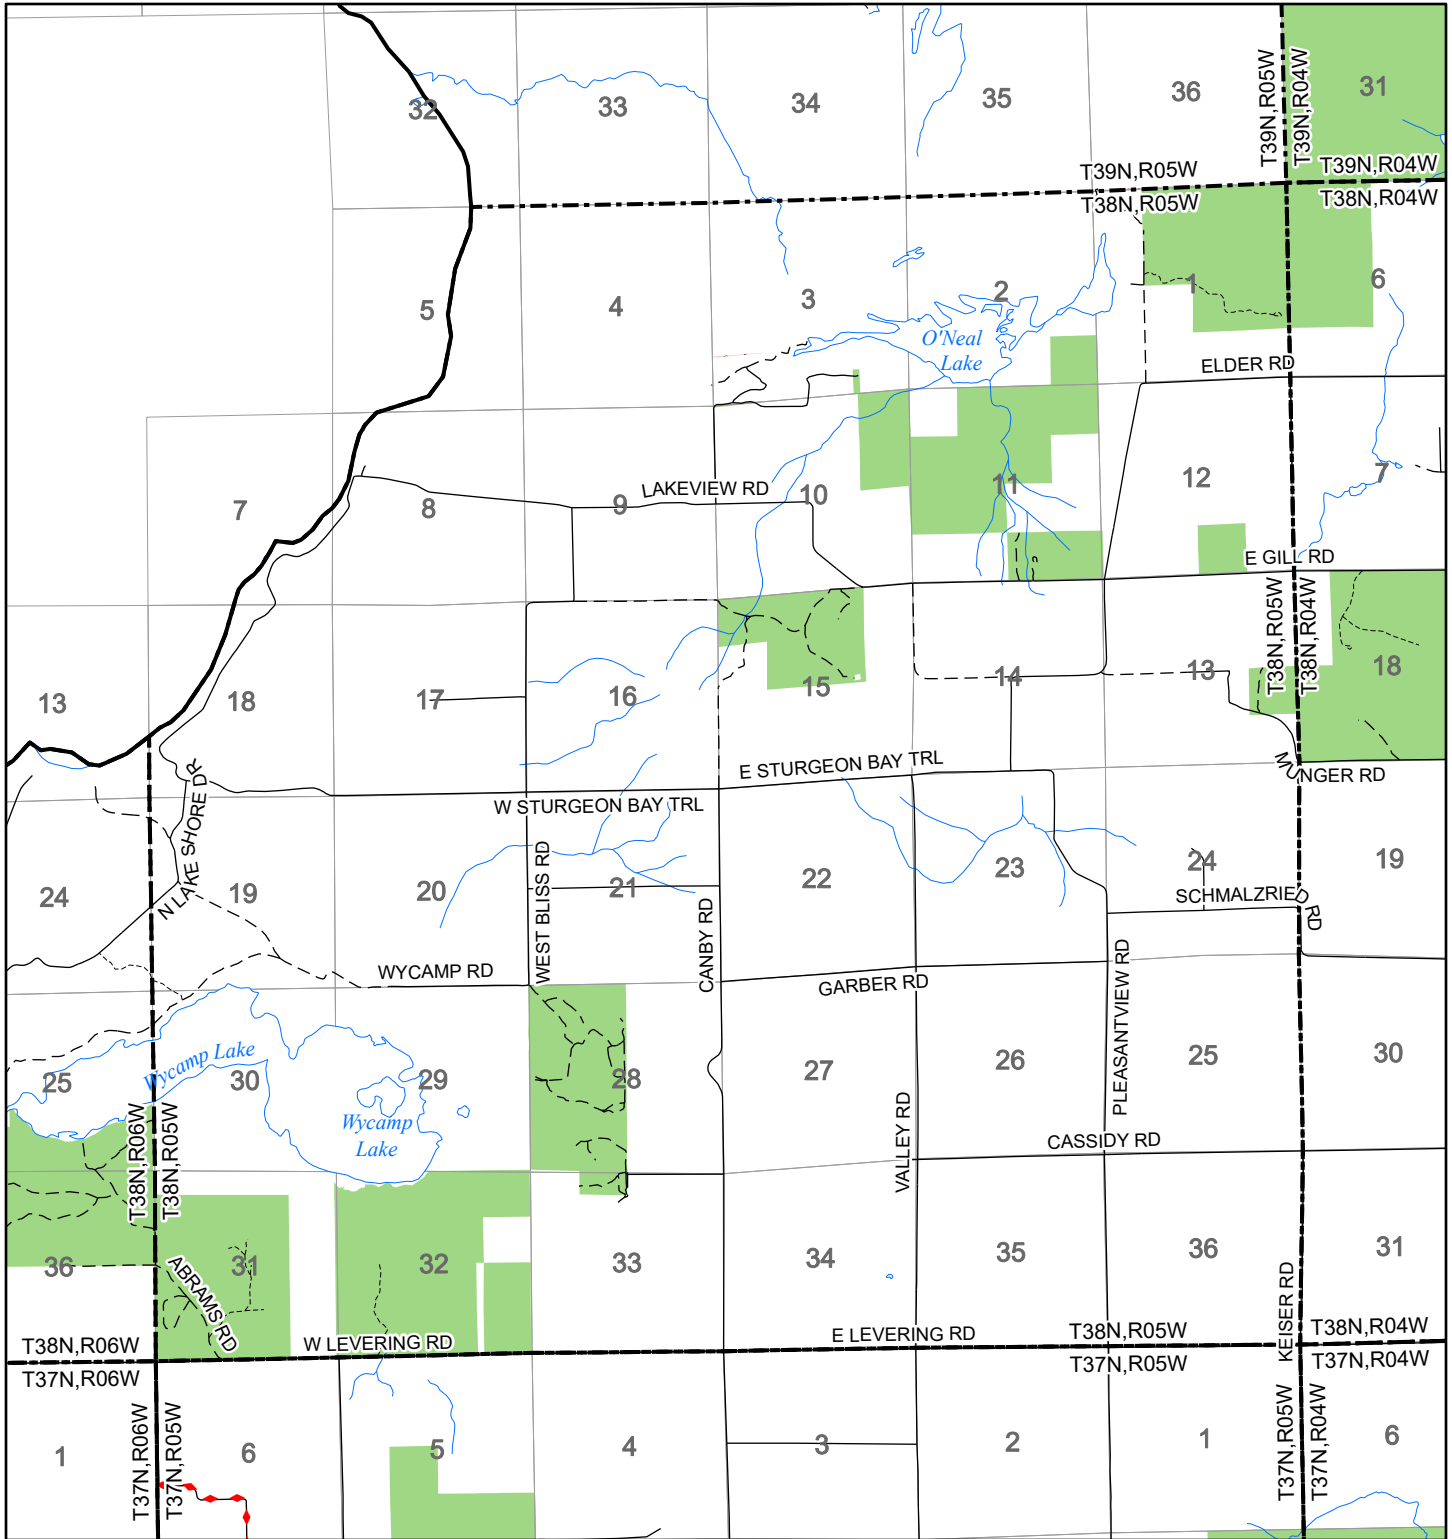 32
33
34
35
36
31
T39N,R05W
T39N,R04W
T39N,R05W
T39N,R04W
T38N,R05W
T38N,R04W
5
4
3
2
1
6
O'Neal
Lake
ELDER RD
7
8
9
LAKEVIEW RD
10
11
12
7
E GILL RD
T38N,R05W
T38N,R04W
13
18
17
16
15
14
13
18
N LAKE SHORE DR
E STURGEON BAY TRL
MUNGER RD
W STURGEON BAY TRL
24
19
20
WEST BLISS RD
21
CANBY RD
22
23
24
SCHMALZRIED RD
19
WYCAMP RD
GARBER RD
PLEASANTVIEW RD
25
Wycamp Lake
30
29
Wycamp
Lake
28
27
VALLEY RD
26
25
30
CASSIDY RD
T38N,R06W
T38N,R05W
36
ABRAMS RD
31
32
33
34
35
36
KEISER RD
31
T38N,R06W
W LEVERING RD
E LEVERING RD
T38N,R05W
T38N,R04W
T37N,R06W
T37N,R05W
T37N,R04W
T37N,R06W
T37N,R05W
T37N,R05W
T37N,R04W
1
6
5
4
3
2
1
6